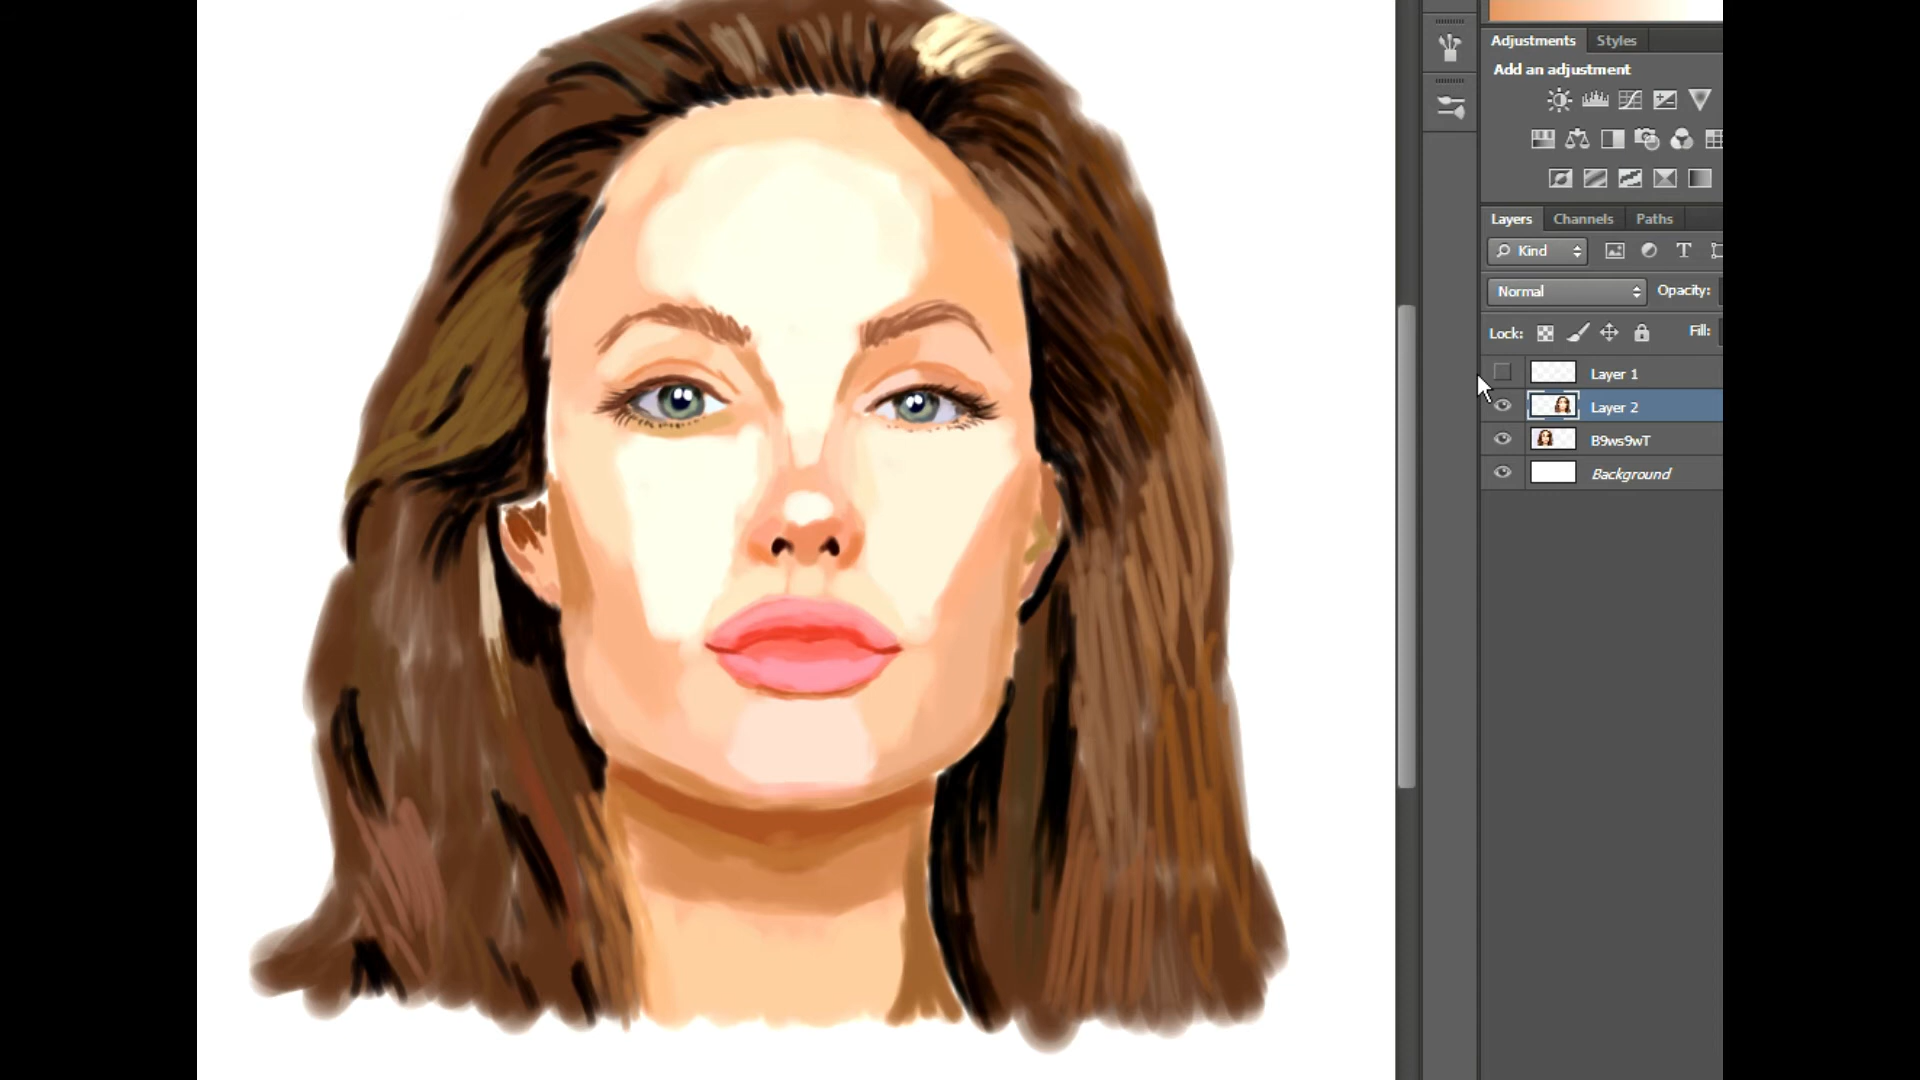 Adjustments Styles
Add an adjustment
Layers Channels Paths
Kind T
Normal Opacity:
Lock: Fill:
Layer 1
Layer 2
B9ws9wT
Background